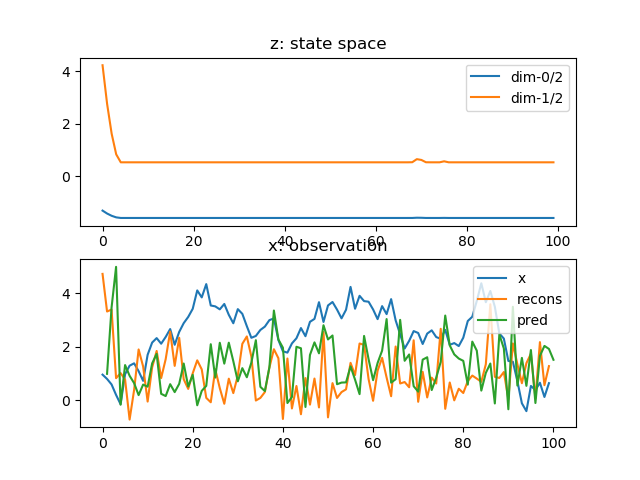 z: state space
4
2
0
dim-0/2
dim-1/2
0 20 40 60 80 100
x: observation
4
2
0
x
recons
pred
0 20 40 60 80 100